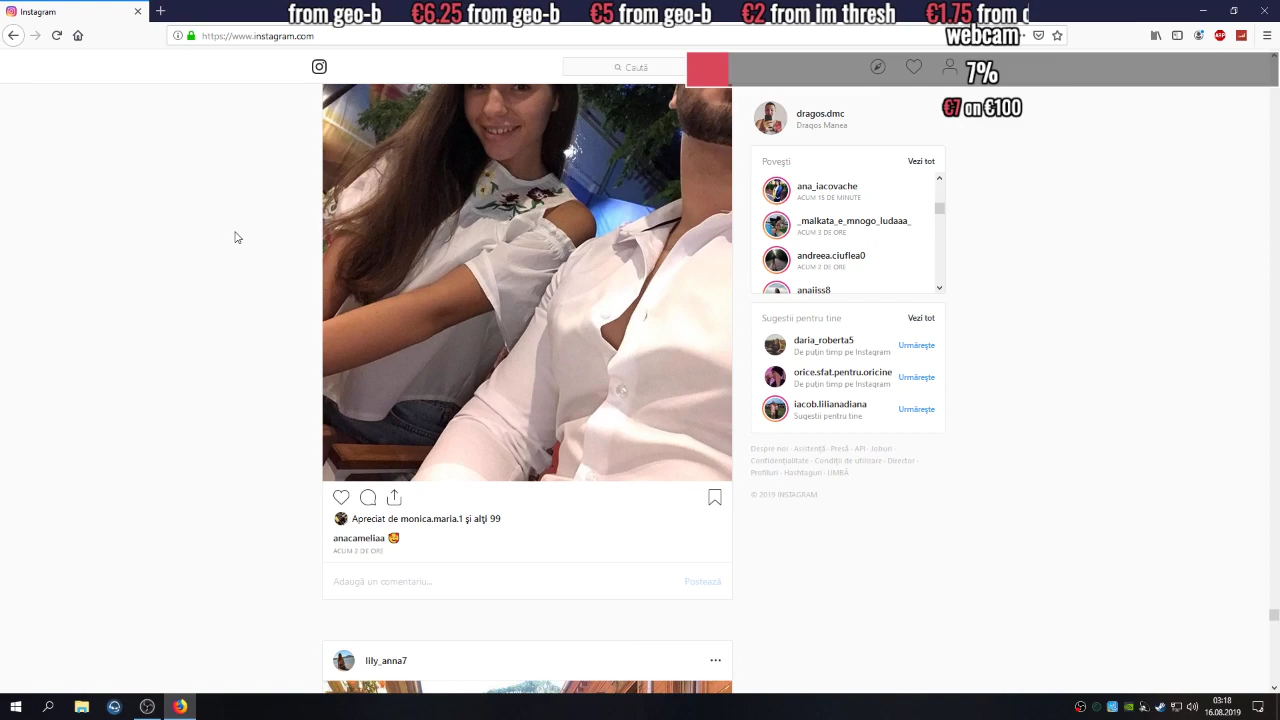 from geo-b €6.25 from geo-b €5 from geo-b €2 from im thresh €1.75 from
Instagram
https://www.instagram.com
webcam
7%
€7 on €100
Caută
dragos.dmc
Dragos Manea
Povești
Vezi tot
ana_iacovache
ACUM 15 DE MINUTE
_malkata_e_mnogo_ludaaa_
ACUM 3 DE ORE
andreea.ciuflea0
ACUM 2 DE ORE
anaiiss8
Sugestii pentru tine
Vezi tot
daria_roberta5
De puțin timp pe Instagram
Urmărește
orice.sfat.pentru.oricine
De puțin timp pe Instagram
Urmărește
iacob.lilianadiana
Sugestii pentru tine
Urmărește
Despre noi · Asistență · Presă · API · Joburi ·
Confidențialitate · Condiții de utilizare · Director ·
Profiluri · Hashtaguri · LIMBĂ
© 2019 INSTAGRAM
Apreciat de monica.maria.1 și alți 99
anacameliaa 🥰
ACUM 2 DE ORE
Adaugă un comentariu...
Postează
lily_anna7
ABP
03:18
16.08.2019